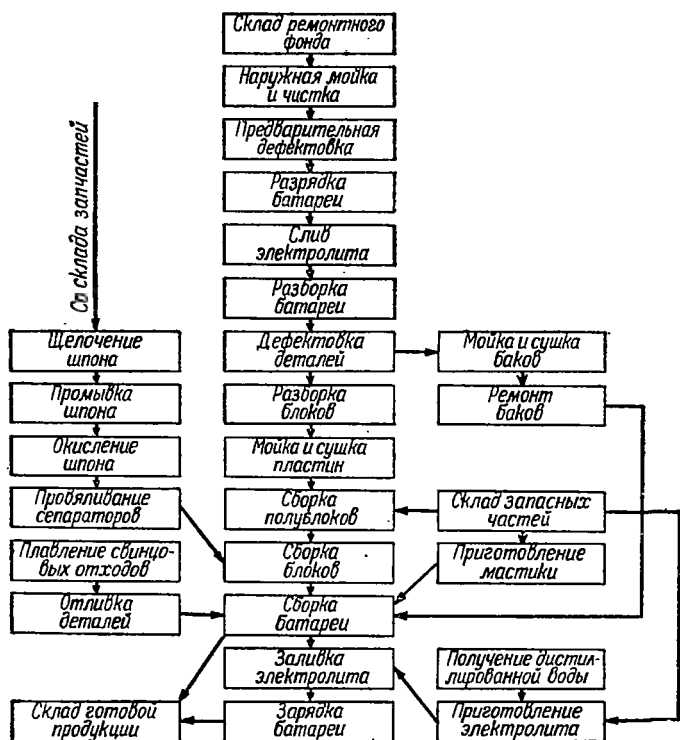 Склад ремонтного
фонда
Наружная мойка
и чистка
Предварительная
дефектовка
Разрядка
батареи
Слив
электролита
Разборка
батареи
Со склада запчастей
Щелочение
шпона
Дефектовка
деталей
Мойка и сушка
баков
Промывка
шпона
Разборка
блоков
Ремонт
баков
Окисление
шпона
Мойка и сушка
пластин
Провяливание
сепараторов
Сборка
полублоков
Склад запасных
частей
Плавление свинцо-
вых отходов
Сборка
блоков
Приготовление
мастики
Отливка
деталей
Сборка
батареи
Заливка
электролита
Получение дистил-
лированной воды
Склад готовой
продукции
Зарядка
батареи
Приготовление
электролита